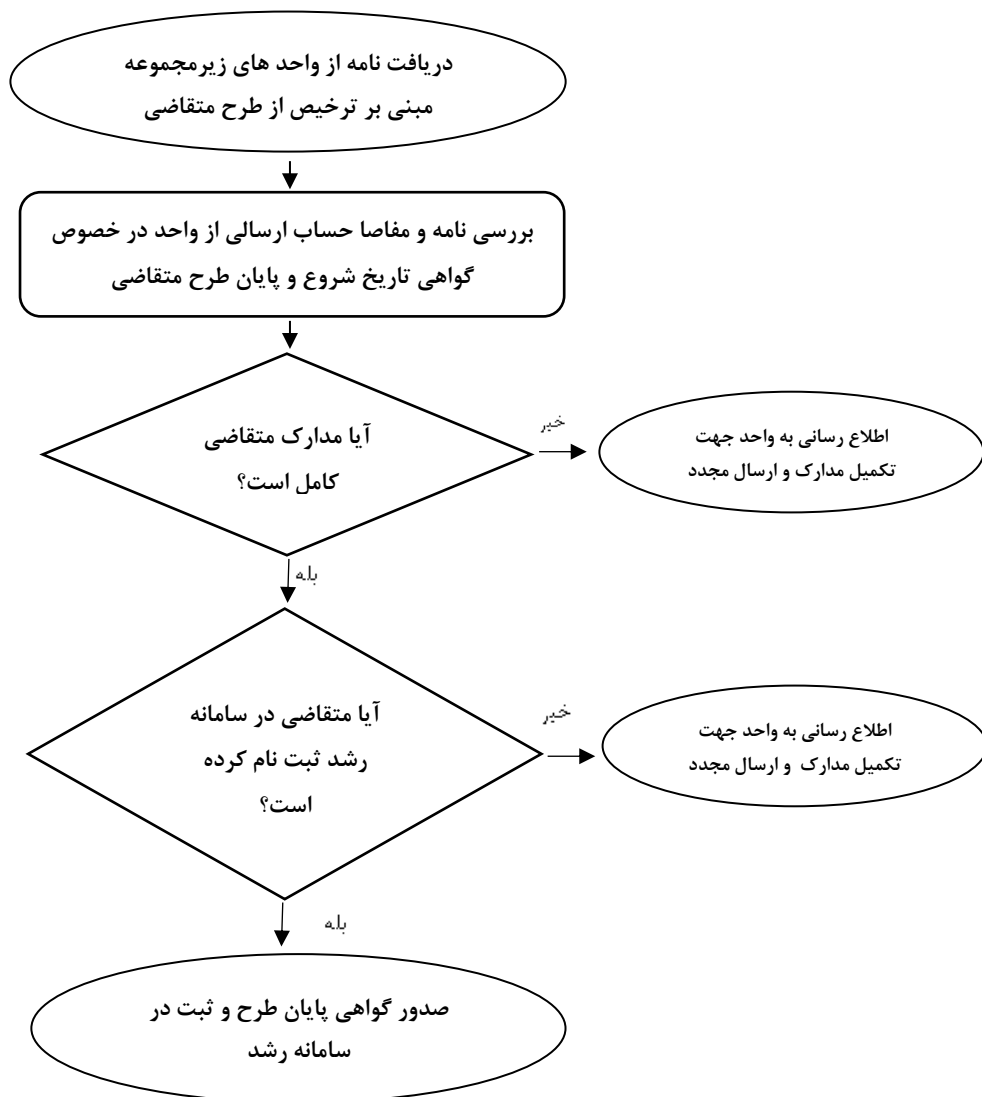 دریافت نامه از واحد های زیرمجموعه
مبنی بر ترخیص از طرح متقاضی
بررسی نامه و مفاصا حساب ارسالی از واحد در خصوص
گواهی تاریخ شروع و پایان طرح متقاضی
آیا مدارک متقاضی
کامل است؟
خیر
اطلاع رسانی به واحد جهت
تکمیل مدارک و ارسال مجدد
بله
آیا متقاضی در سامانه
رشد ثبت نام کرده
است؟
خیر
اطلاع رسانی به واحد جهت
تکمیل مدارک و ارسال مجدد
بله
صدور گواهی پایان طرح و ثبت در
سامانه رشد